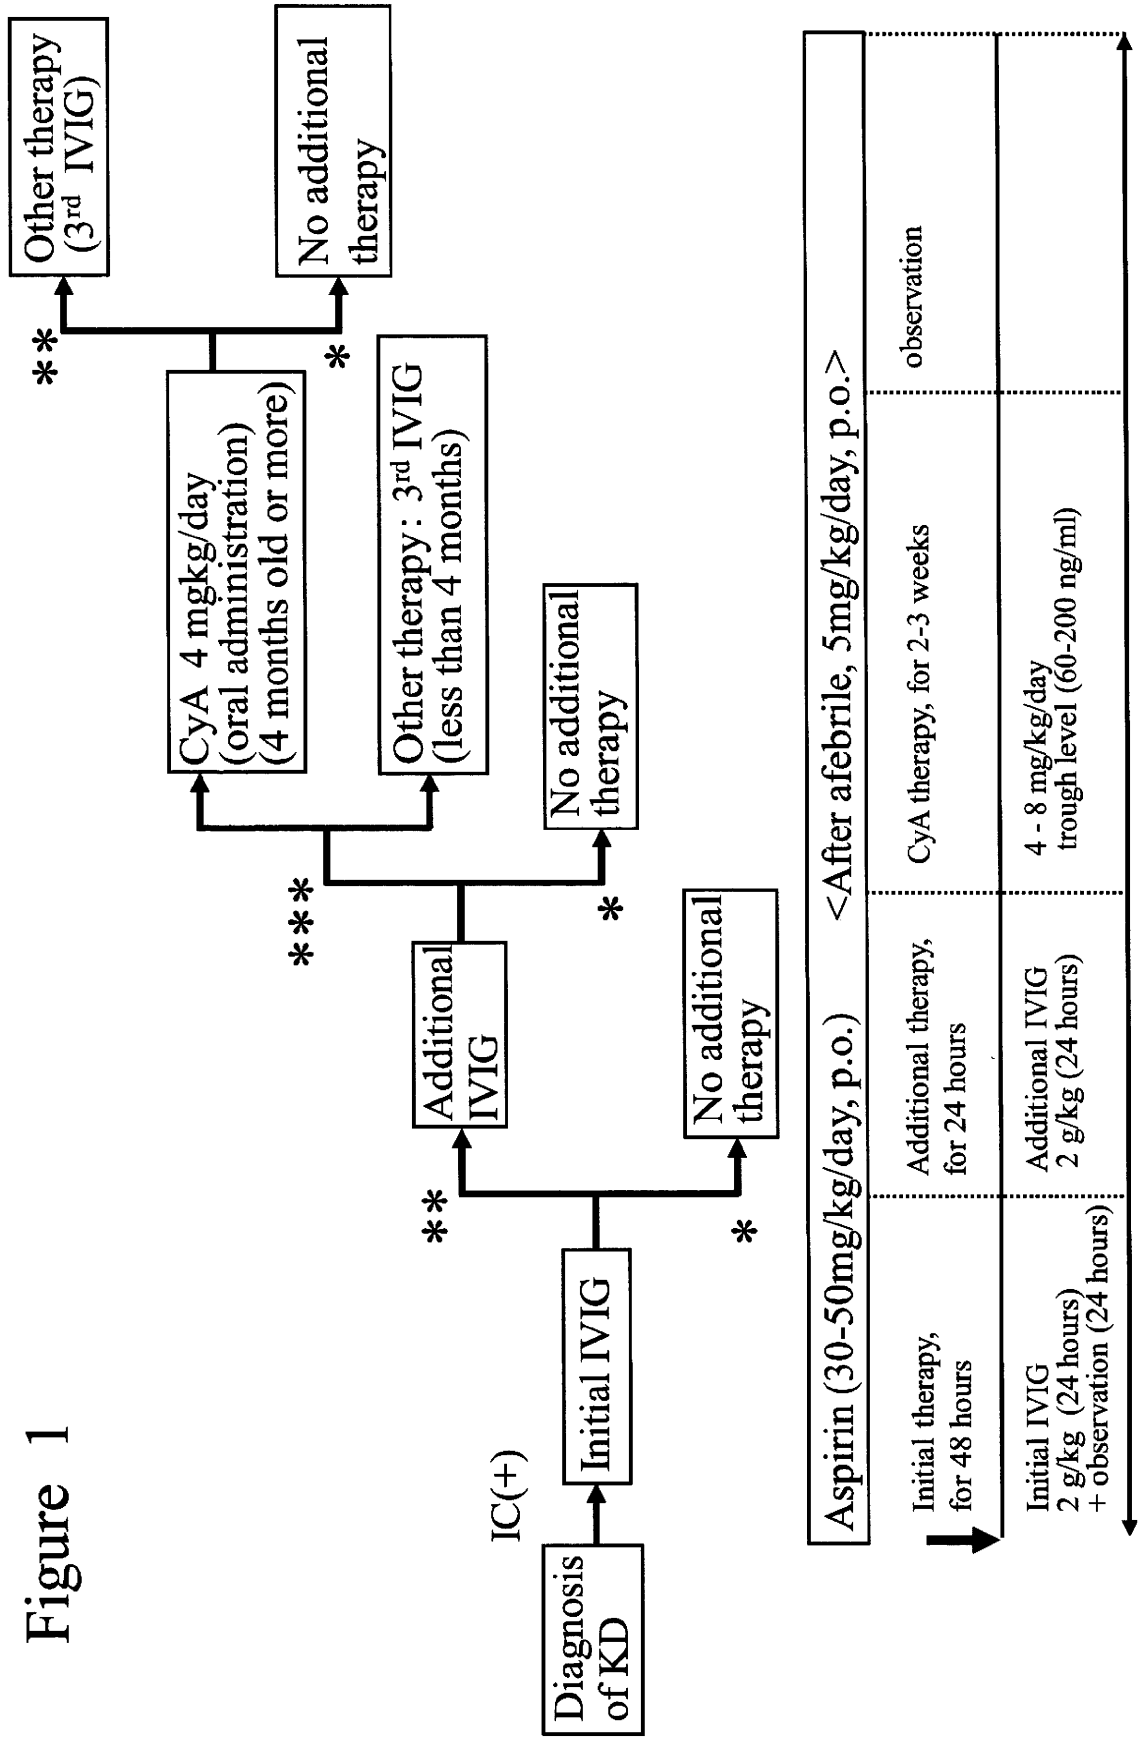 Figure 1
Diagnosis
of KD
IC(+)
Initial IVIG
**
*
Additional
IVIG
No additional
therapy
***
*
CyA 4 mgkg/day
(oral administration)
(4 months old or more)
Other therapy: 3rd IVIG
(less than 4 months)
No additional
therapy
**
*
Other therapy
(3rd IVIG)
No additional
therapy
Aspirin (30-50mg/kg/day, p.o.) <After afebrile, 5mg/kg/day, p.o.>
Initial therapy,
for 48 hours
Additional therapy,
for 24 hours
CyA therapy, for 2-3 weeks
observation
Initial IVIG
2 g/kg (24 hours)
+ observation (24 hours)
Additional IVIG
2 g/kg (24 hours)
4 - 8 mg/kg/day
trough level (60-200 ng/ml)